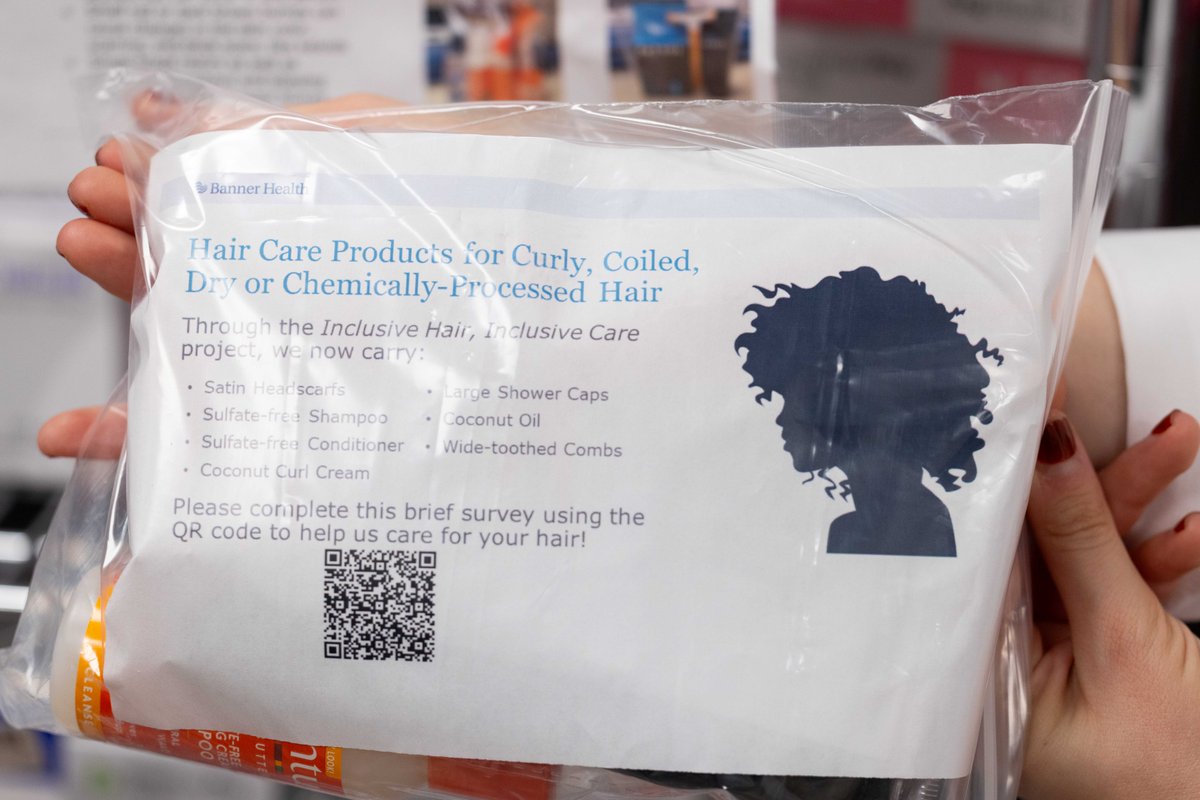 Banner Health
Hair Care Products for Curly, Coiled,
Dry or Chemically-Processed Hair
Through the Inclusive Hair, Inclusive Care
project, we now carry:
• Satin Headscarfs
• Sulfate-free Shampoo
• Sulfate-free Conditioner
• Coconut Curl Cream
• Large Shower Caps
• Coconut Oil
• Wide-toothed Combs
Please complete this brief survey using the
QR code to help us care for your hair!
CLEANSE
LOOK!